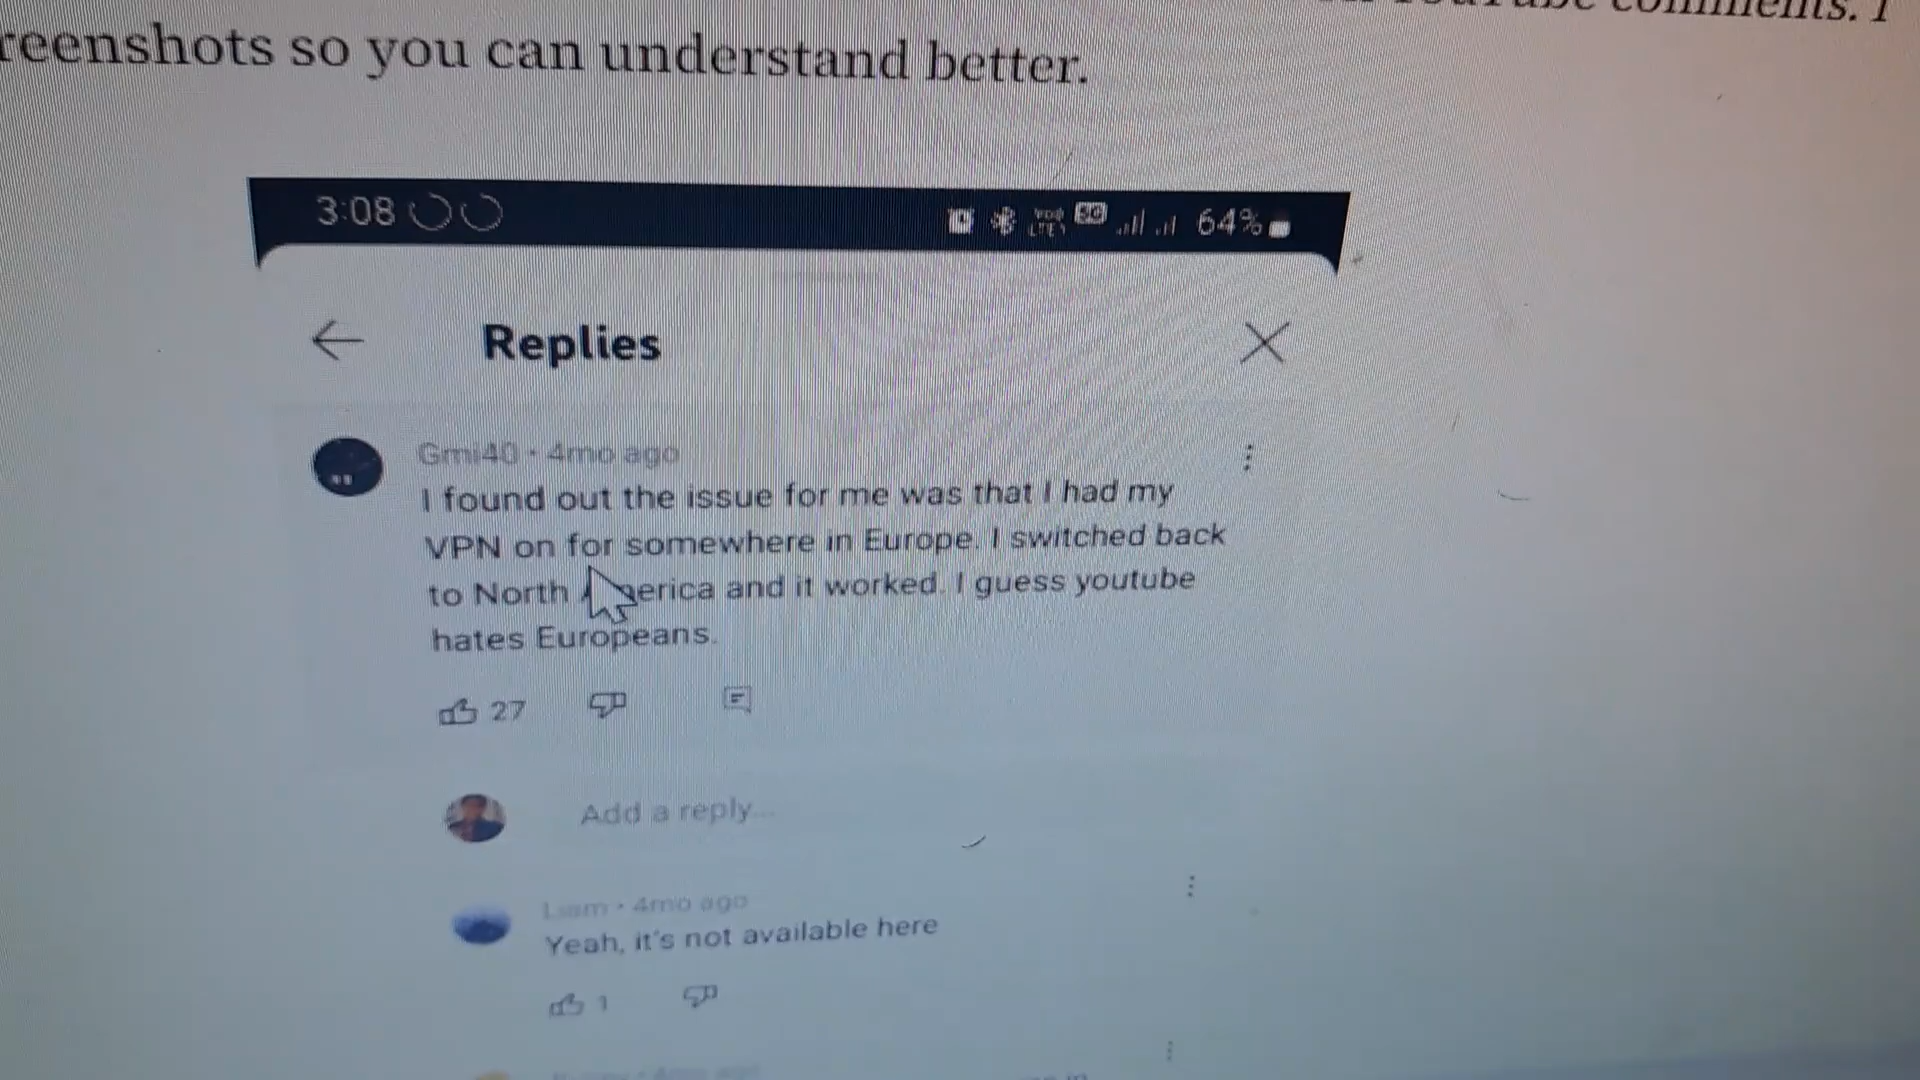 comments. I
reenshots so you can understand better.
3:08
64%
Replies
Gmi40 · 4mo ago
I found out the issue for me was that I had my
VPN on for somewhere in Europe. I switched back
to North America and it worked. I guess youtube
hates Europeans.
27
Add a reply...
Liam · 4mo ago
Yeah, it's not available here
1